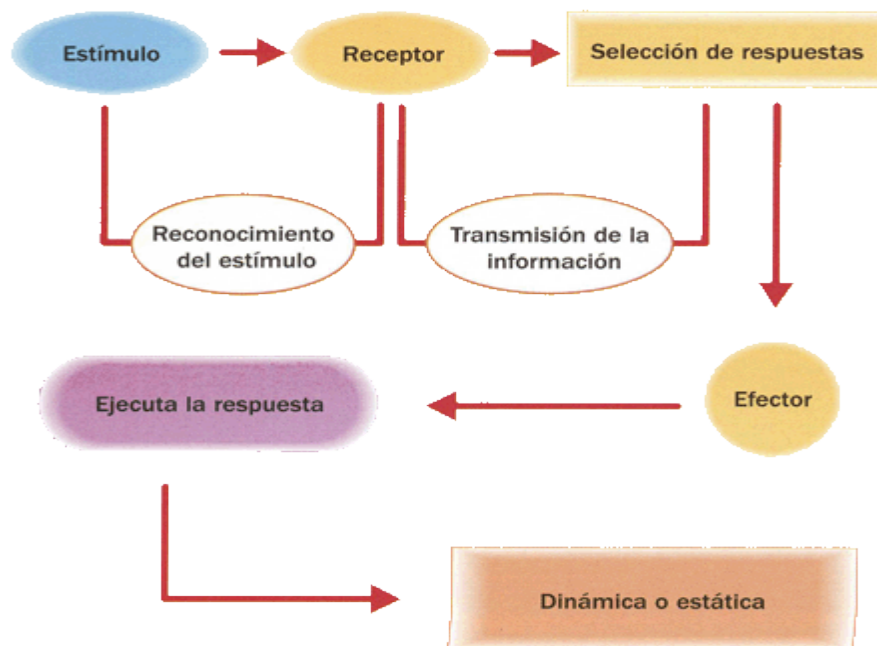 Estímulo
Receptor
Selección de respuestas
Reconocimiento
del estímulo
Transmisión de la
información
Ejecuta la respuesta
Efector
Dinámica o estática